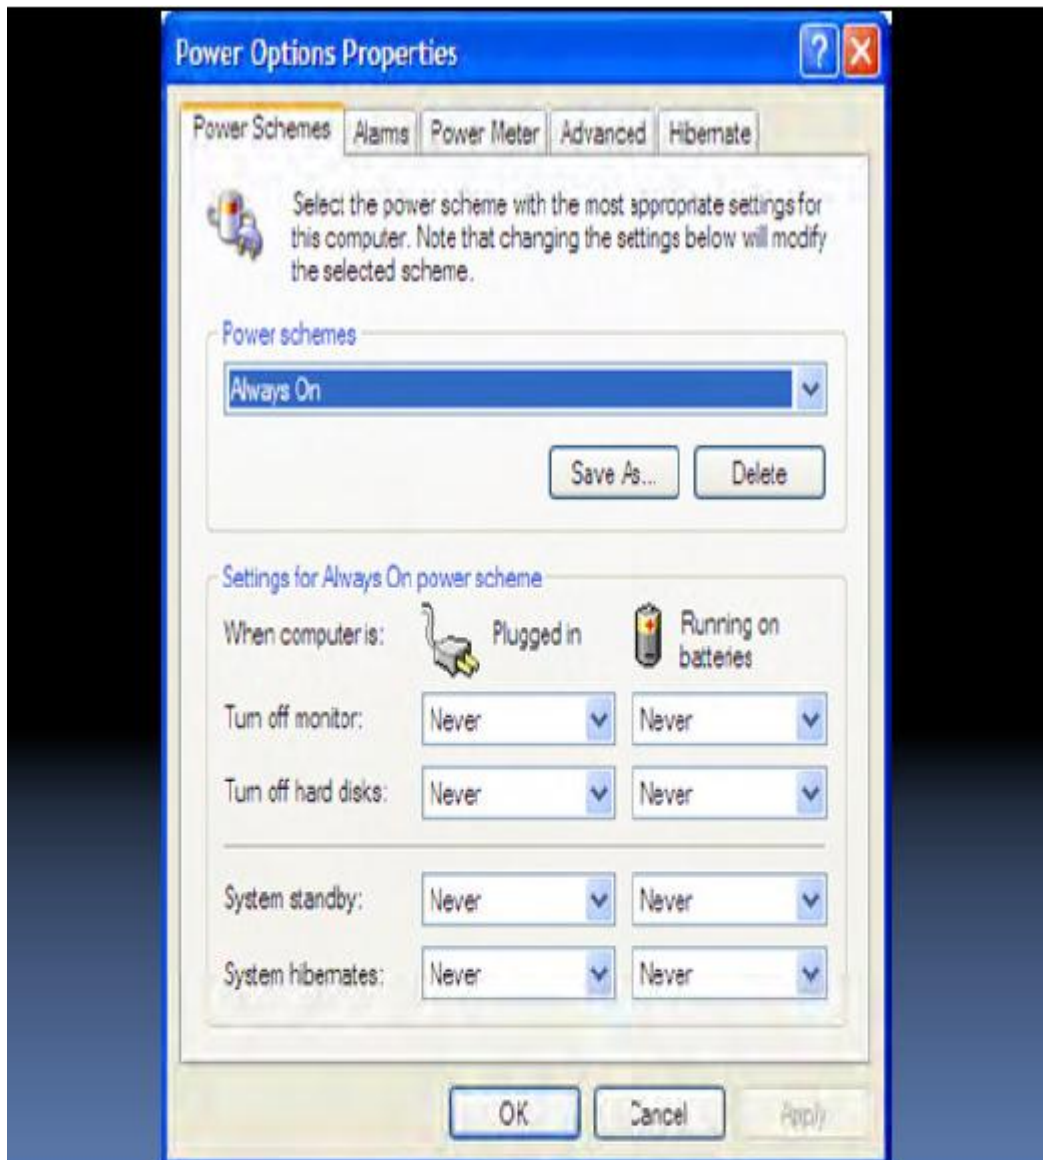 Power Options Properties
Power Schemes Alarms Power Meter Advanced Hibernate
Select the power scheme with the most appropriate settings for
this computer. Note that changing the settings below will modify
the selected scheme.
Power schemes
Always On
Save As... Delete
Settings for Always On power scheme
When computer is: Plugged in Running on
batteries
Turn off monitor: Never Never
Turn off hard disks: Never Never
System standby: Never Never
System hibernates: Never Never
OK Cancel Apply